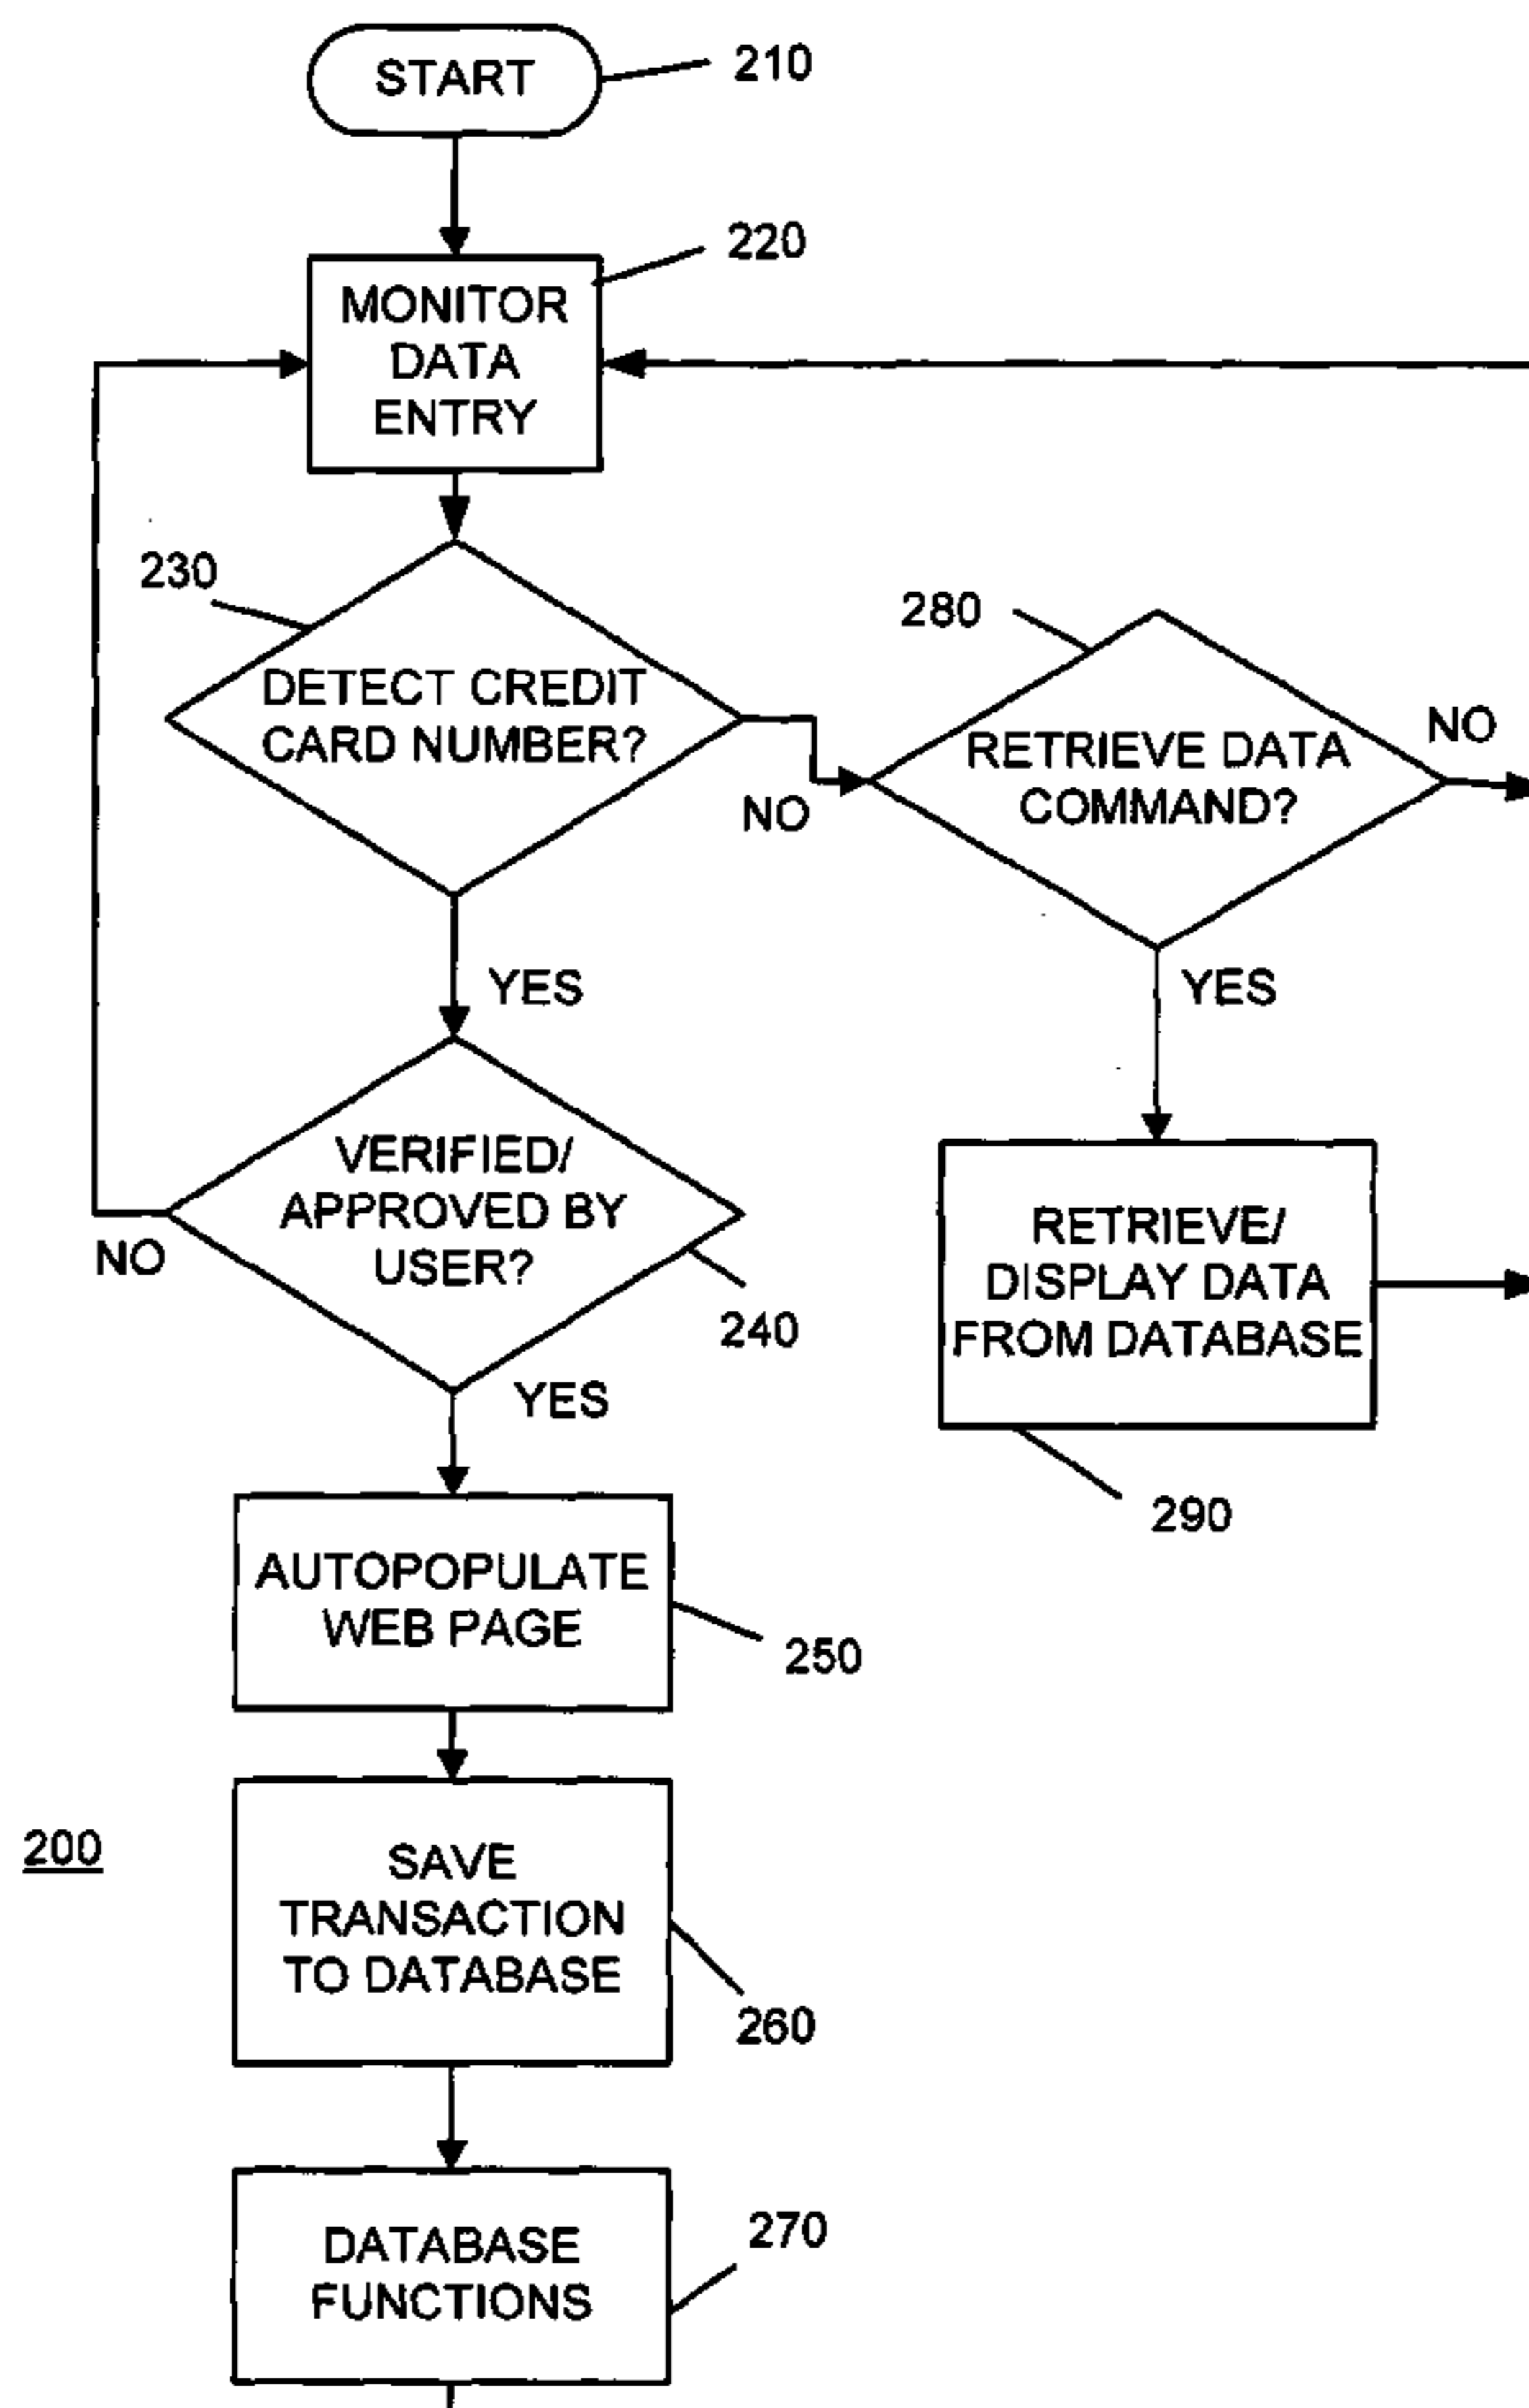 START
210
MONITOR
DATA
ENTRY
220
230
DETECT CREDIT
CARD NUMBER?
NO
280
RETRIEVE DATA
COMMAND?
NO
YES
YES
VERIFIED/
APPROVED BY
USER?
NO
240
YES
RETRIEVE/
DISPLAY DATA
FROM DATABASE
290
AUTOPOPULATE
WEB PAGE
250
200
SAVE
TRANSACTION
TO DATABASE
260
DATABASE
FUNCTIONS
270